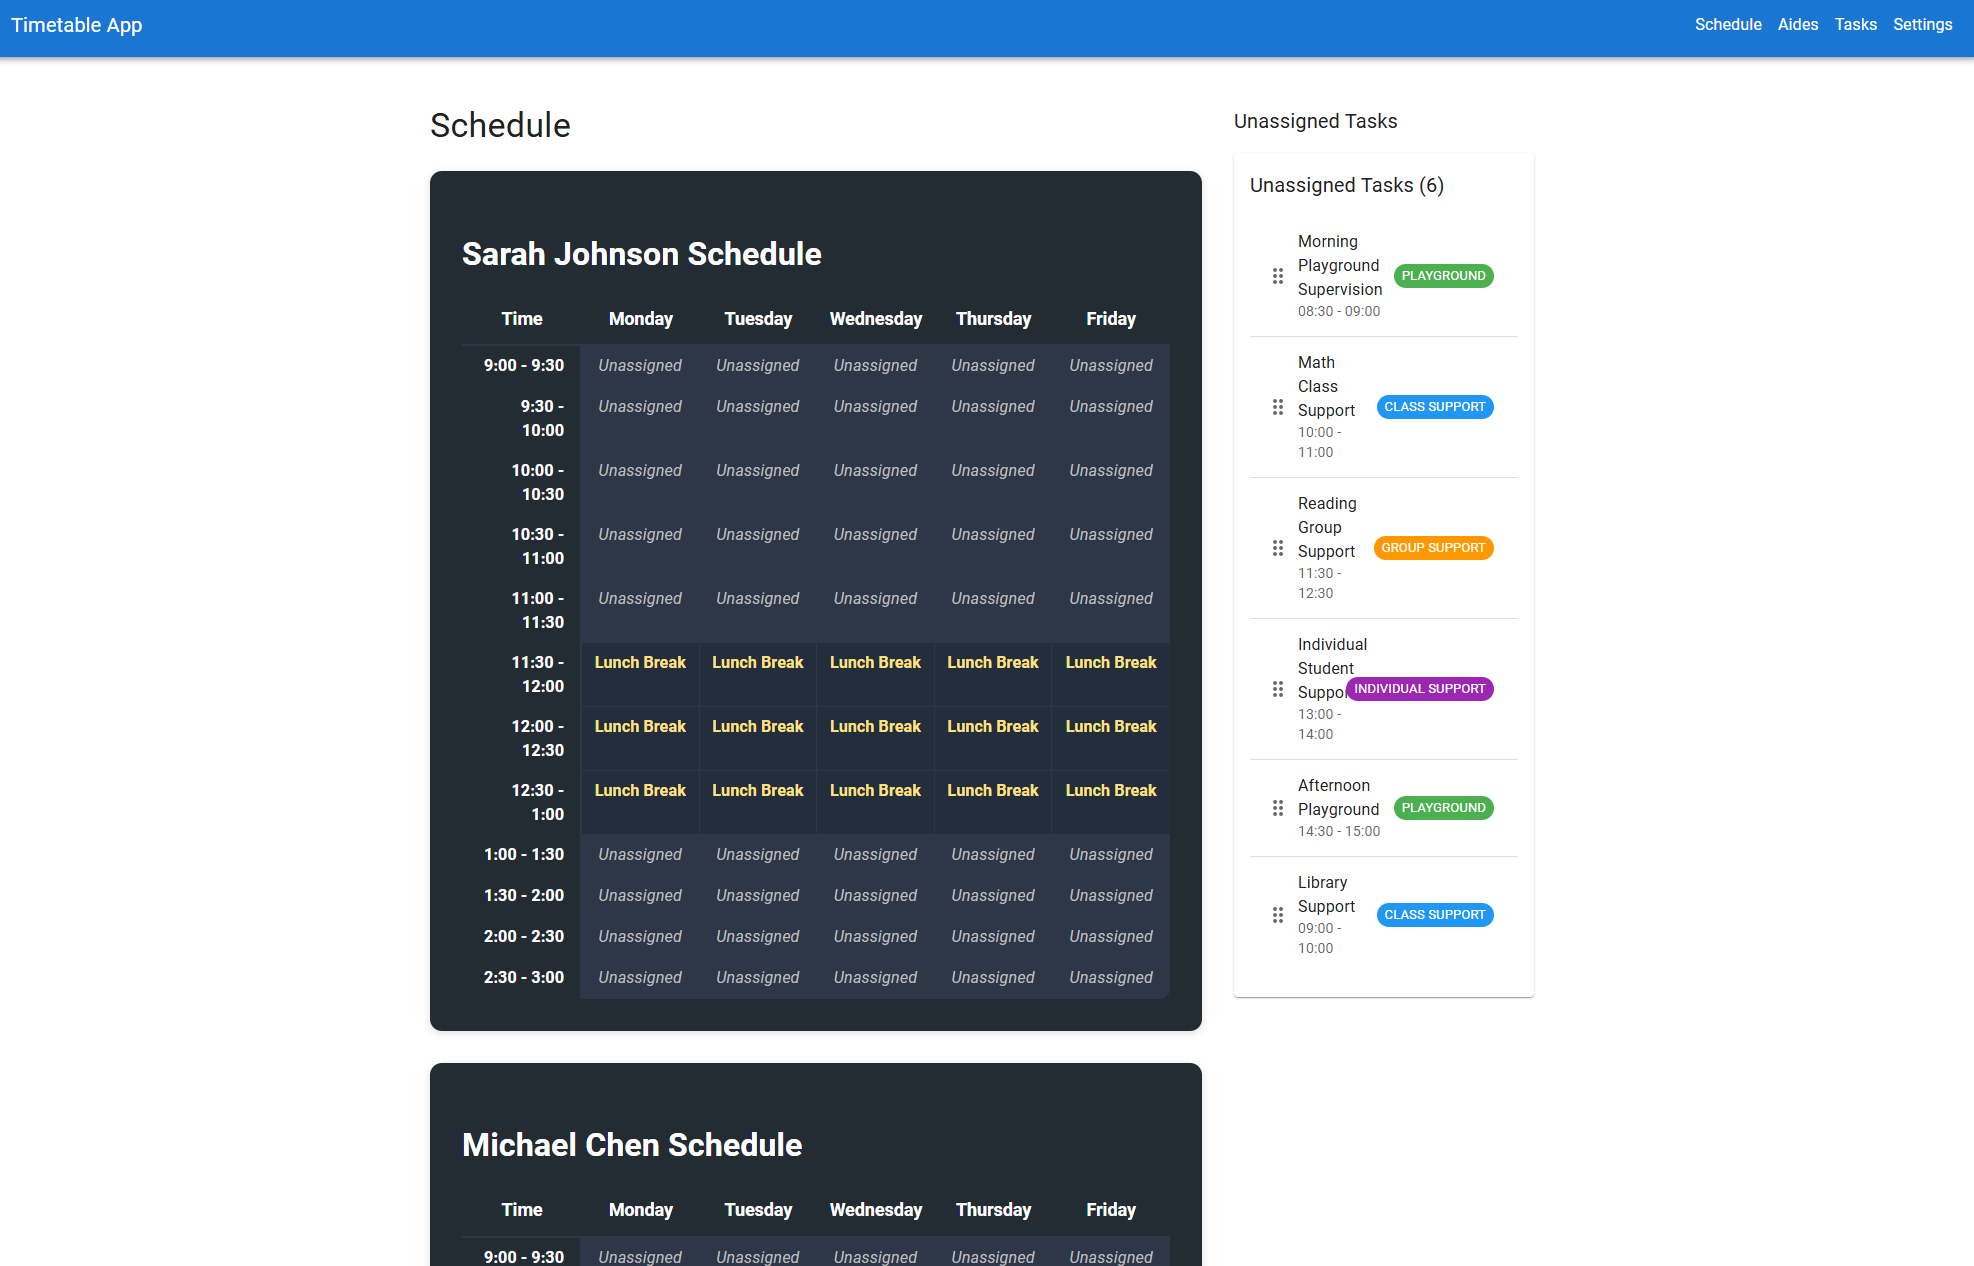 Timetable App
Schedule Aides Tasks Settings
Schedule
Sarah Johnson Schedule
Time Monday Tuesday Wednesday Thursday Friday
9:00 - 9:30 Unassigned Unassigned Unassigned Unassigned Unassigned
9:30 - Unassigned Unassigned Unassigned Unassigned Unassigned
10:00
10:00 - Unassigned Unassigned Unassigned Unassigned Unassigned
10:30
10:30 - Unassigned Unassigned Unassigned Unassigned Unassigned
11:00
11:00 - Unassigned Unassigned Unassigned Unassigned Unassigned
11:30
11:30 - Lunch Break Lunch Break Lunch Break Lunch Break Lunch Break
12:00
12:00 - Lunch Break Lunch Break Lunch Break Lunch Break Lunch Break
12:30
12:30 - Lunch Break Lunch Break Lunch Break Lunch Break Lunch Break
1:00
1:00 - 1:30 Unassigned Unassigned Unassigned Unassigned Unassigned
1:30 - 2:00 Unassigned Unassigned Unassigned Unassigned Unassigned
2:00 - 2:30 Unassigned Unassigned Unassigned Unassigned Unassigned
2:30 - 3:00 Unassigned Unassigned Unassigned Unassigned Unassigned
Michael Chen Schedule
Time Monday Tuesday Wednesday Thursday Friday
9:00 - 9:30 Unassigned Unassigned Unassigned Unassigned Unassigned
Unassigned Tasks
Unassigned Tasks (6)
Morning
Playground
Supervision
08:30 - 09:00
PLAYGROUND
Math
Class
Support
10:00 -
11:00
CLASS SUPPORT
Reading
Group
Support
11:30 -
12:30
GROUP SUPPORT
Individual
Student
Suppo
13:00 -
14:00
INDIVIDUAL SUPPORT
Afternoon
Playground
14:30 - 15:00
PLAYGROUND
Library
Support
09:00 -
10:00
CLASS SUPPORT